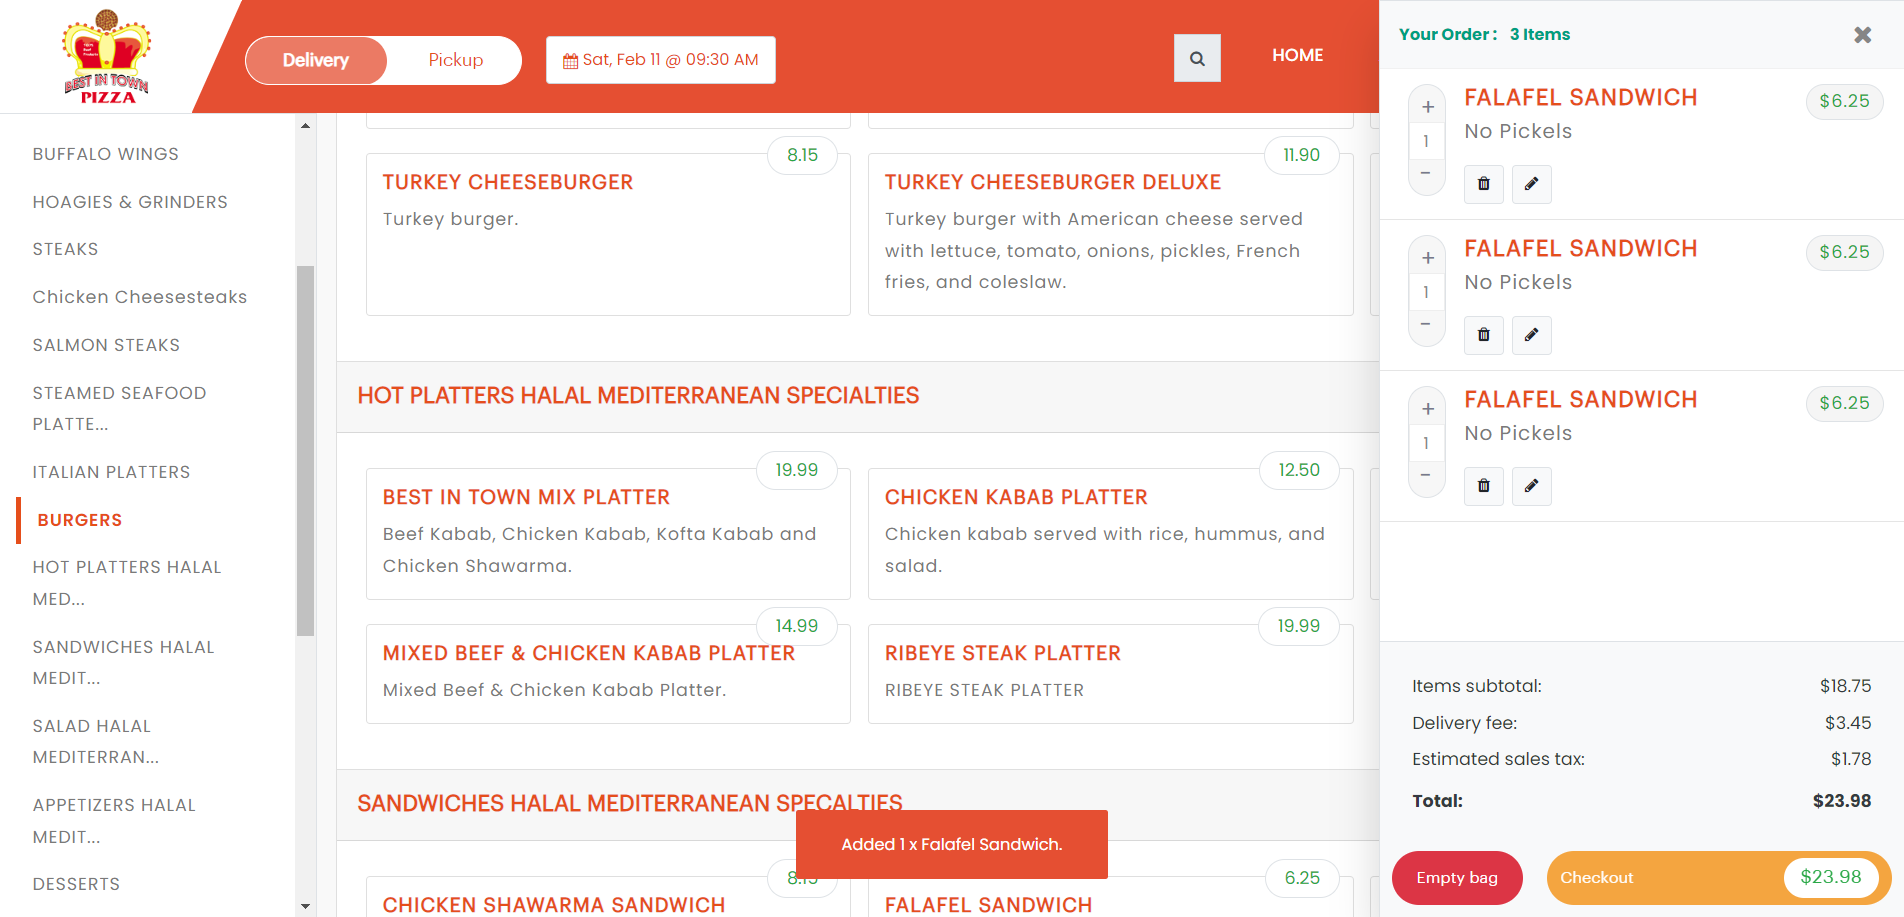 BEST IN TOWN
PIZZA
Delivery
Pickup
Sat, Feb 11 @ 09:30 AM
HOME
BUFFALO WINGS
HOAGIES & GRINDERS
STEAKS
Chicken Cheesesteaks
SALMON STEAKS
STEAMED SEAFOOD
PLATTE...
ITALIAN PLATTERS
BURGERS
HOT PLATTERS HALAL
MED...
SANDWICHES HALAL
MEDIT...
SALAD HALAL
MEDITERRAN...
APPETIZERS HALAL
MEDIT...
DESSERTS
8.15
TURKEY CHEESEBURGER
Turkey burger.
11.90
TURKEY CHEESEBURGER DELUXE
Turkey burger with American cheese served
with lettuce, tomato, onions, pickles, French
fries, and coleslaw.
HOT PLATTERS HALAL MEDITERRANEAN SPECIALTIES
19.99
BEST IN TOWN MIX PLATTER
Beef Kabab, Chicken Kabab, Kofta Kabab and
Chicken Shawarma.
12.50
CHICKEN KABAB PLATTER
Chicken kabab served with rice, hummus, and
salad.
14.99
MIXED BEEF & CHICKEN KABAB PLATTER
Mixed Beef & Chicken Kabab Platter.
19.99
RIBEYE STEAK PLATTER
RIBEYE STEAK PLATTER
SANDWICHES HALAL MEDITERRANEAN SPECALTIES
Added 1 x Falafel Sandwich.
8.15
CHICKEN SHAWARMA SANDWICH
6.25
FALAFEL SANDWICH
Your Order : 3 Items
+
1
-
FALAFEL SANDWICH
No Pickels
$6.25
+
1
-
FALAFEL SANDWICH
No Pickels
$6.25
+
1
-
FALAFEL SANDWICH
No Pickels
$6.25
Items subtotal: $18.75
Delivery fee: $3.45
Estimated sales tax: $1.78
Total: $23.98
Empty bag
Checkout $23.98